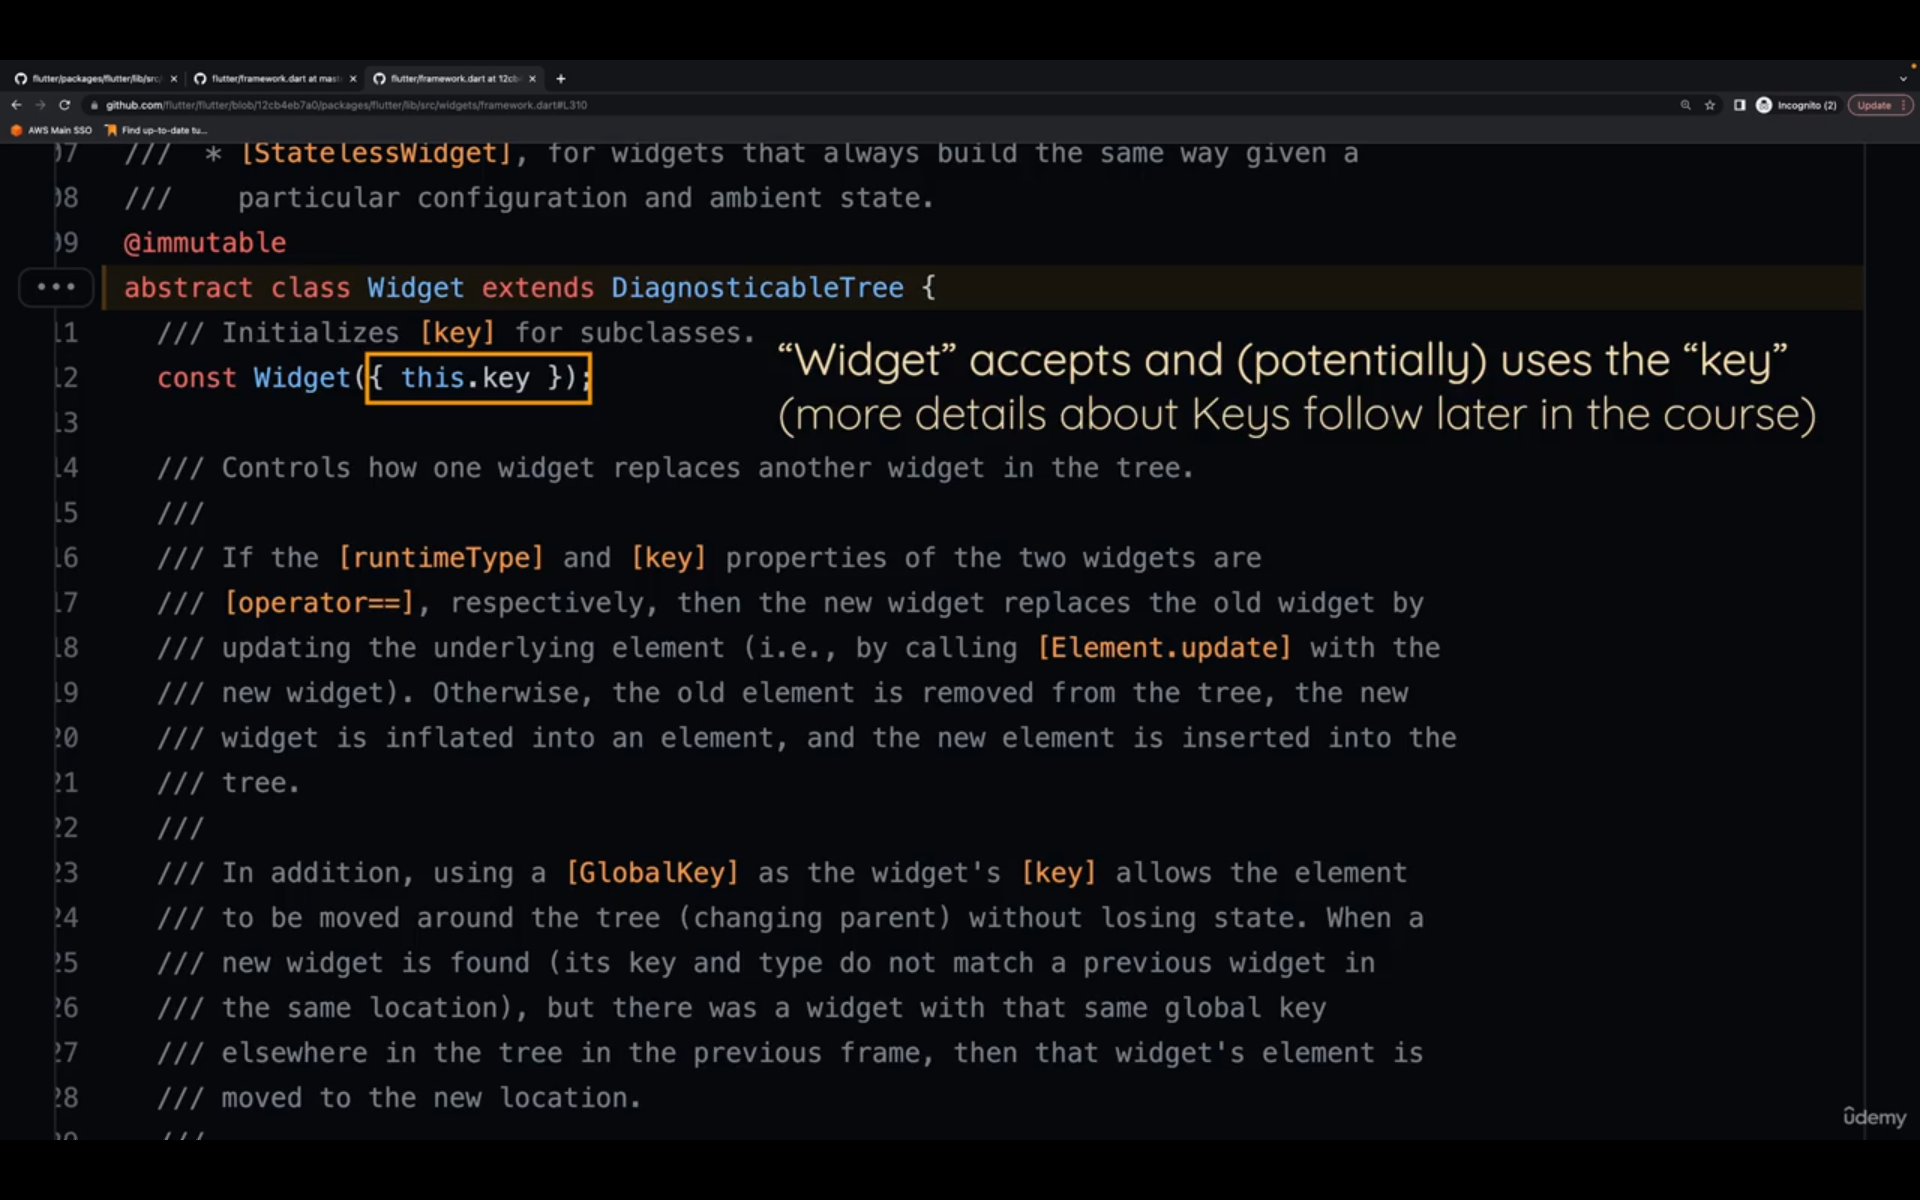 flutter/packages/flutter/lib/src/
flutter/framework.dart at mast
flutter/framework.dart at 12cb
github.com/flutter/flutter/blob/12cb4eb7a0/packages/flutter/lib/src/widgets/framework.dart#L310
Incognito (2)
Update
AWS Main SSO
Find up-to-date tu...
07 /// * [StatelessWidget], for widgets that always build the same way given a
08 /// particular configuration and ambient state.
09 @immutable
abstract class Widget extends DiagnosticableTree {
11 /// Initializes [key] for subclasses.
12 const Widget({ this.key });
“Widget” accepts and (potentially) uses the “key”
(more details about Keys follow later in the course)
13
14 /// Controls how one widget replaces another widget in the tree.
15 ///
16 /// If the [runtimeType] and [key] properties of the two widgets are
17 /// [operator==], respectively, then the new widget replaces the old widget by
18 /// updating the underlying element (i.e., by calling [Element.update] with the
19 /// new widget). Otherwise, the old element is removed from the tree, the new
20 /// widget is inflated into an element, and the new element is inserted into the
21 /// tree.
22 ///
23 /// In addition, using a [GlobalKey] as the widget's [key] allows the element
24 /// to be moved around the tree (changing parent) without losing state. When a
25 /// new widget is found (its key and type do not match a previous widget in
26 /// the same location), but there was a widget with that same global key
27 /// elsewhere in the tree in the previous frame, then that widget's element is
28 /// moved to the new location.
29 ///
udemy